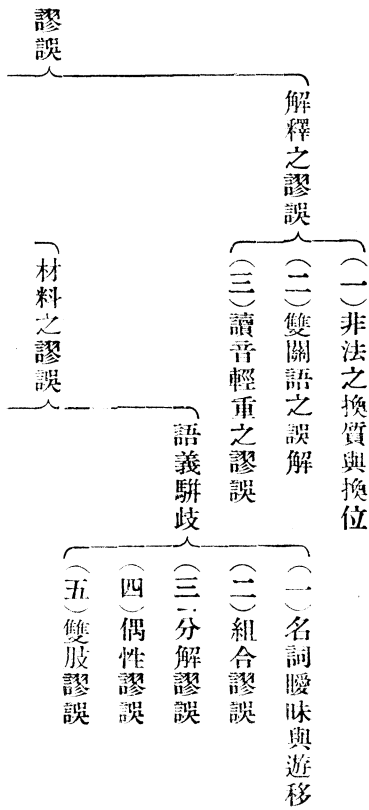 謬誤
解釋之謬誤
(一)非法之換質與換位
(二)雙關語之誤解
(三)讀音輕重之謬誤
材料之謬誤
語義駢歧
(一)名詞曖昧與遊移
(二)組合謬誤
(三)分解謬誤
(四)偶性謬誤
(五)雙肢謬誤